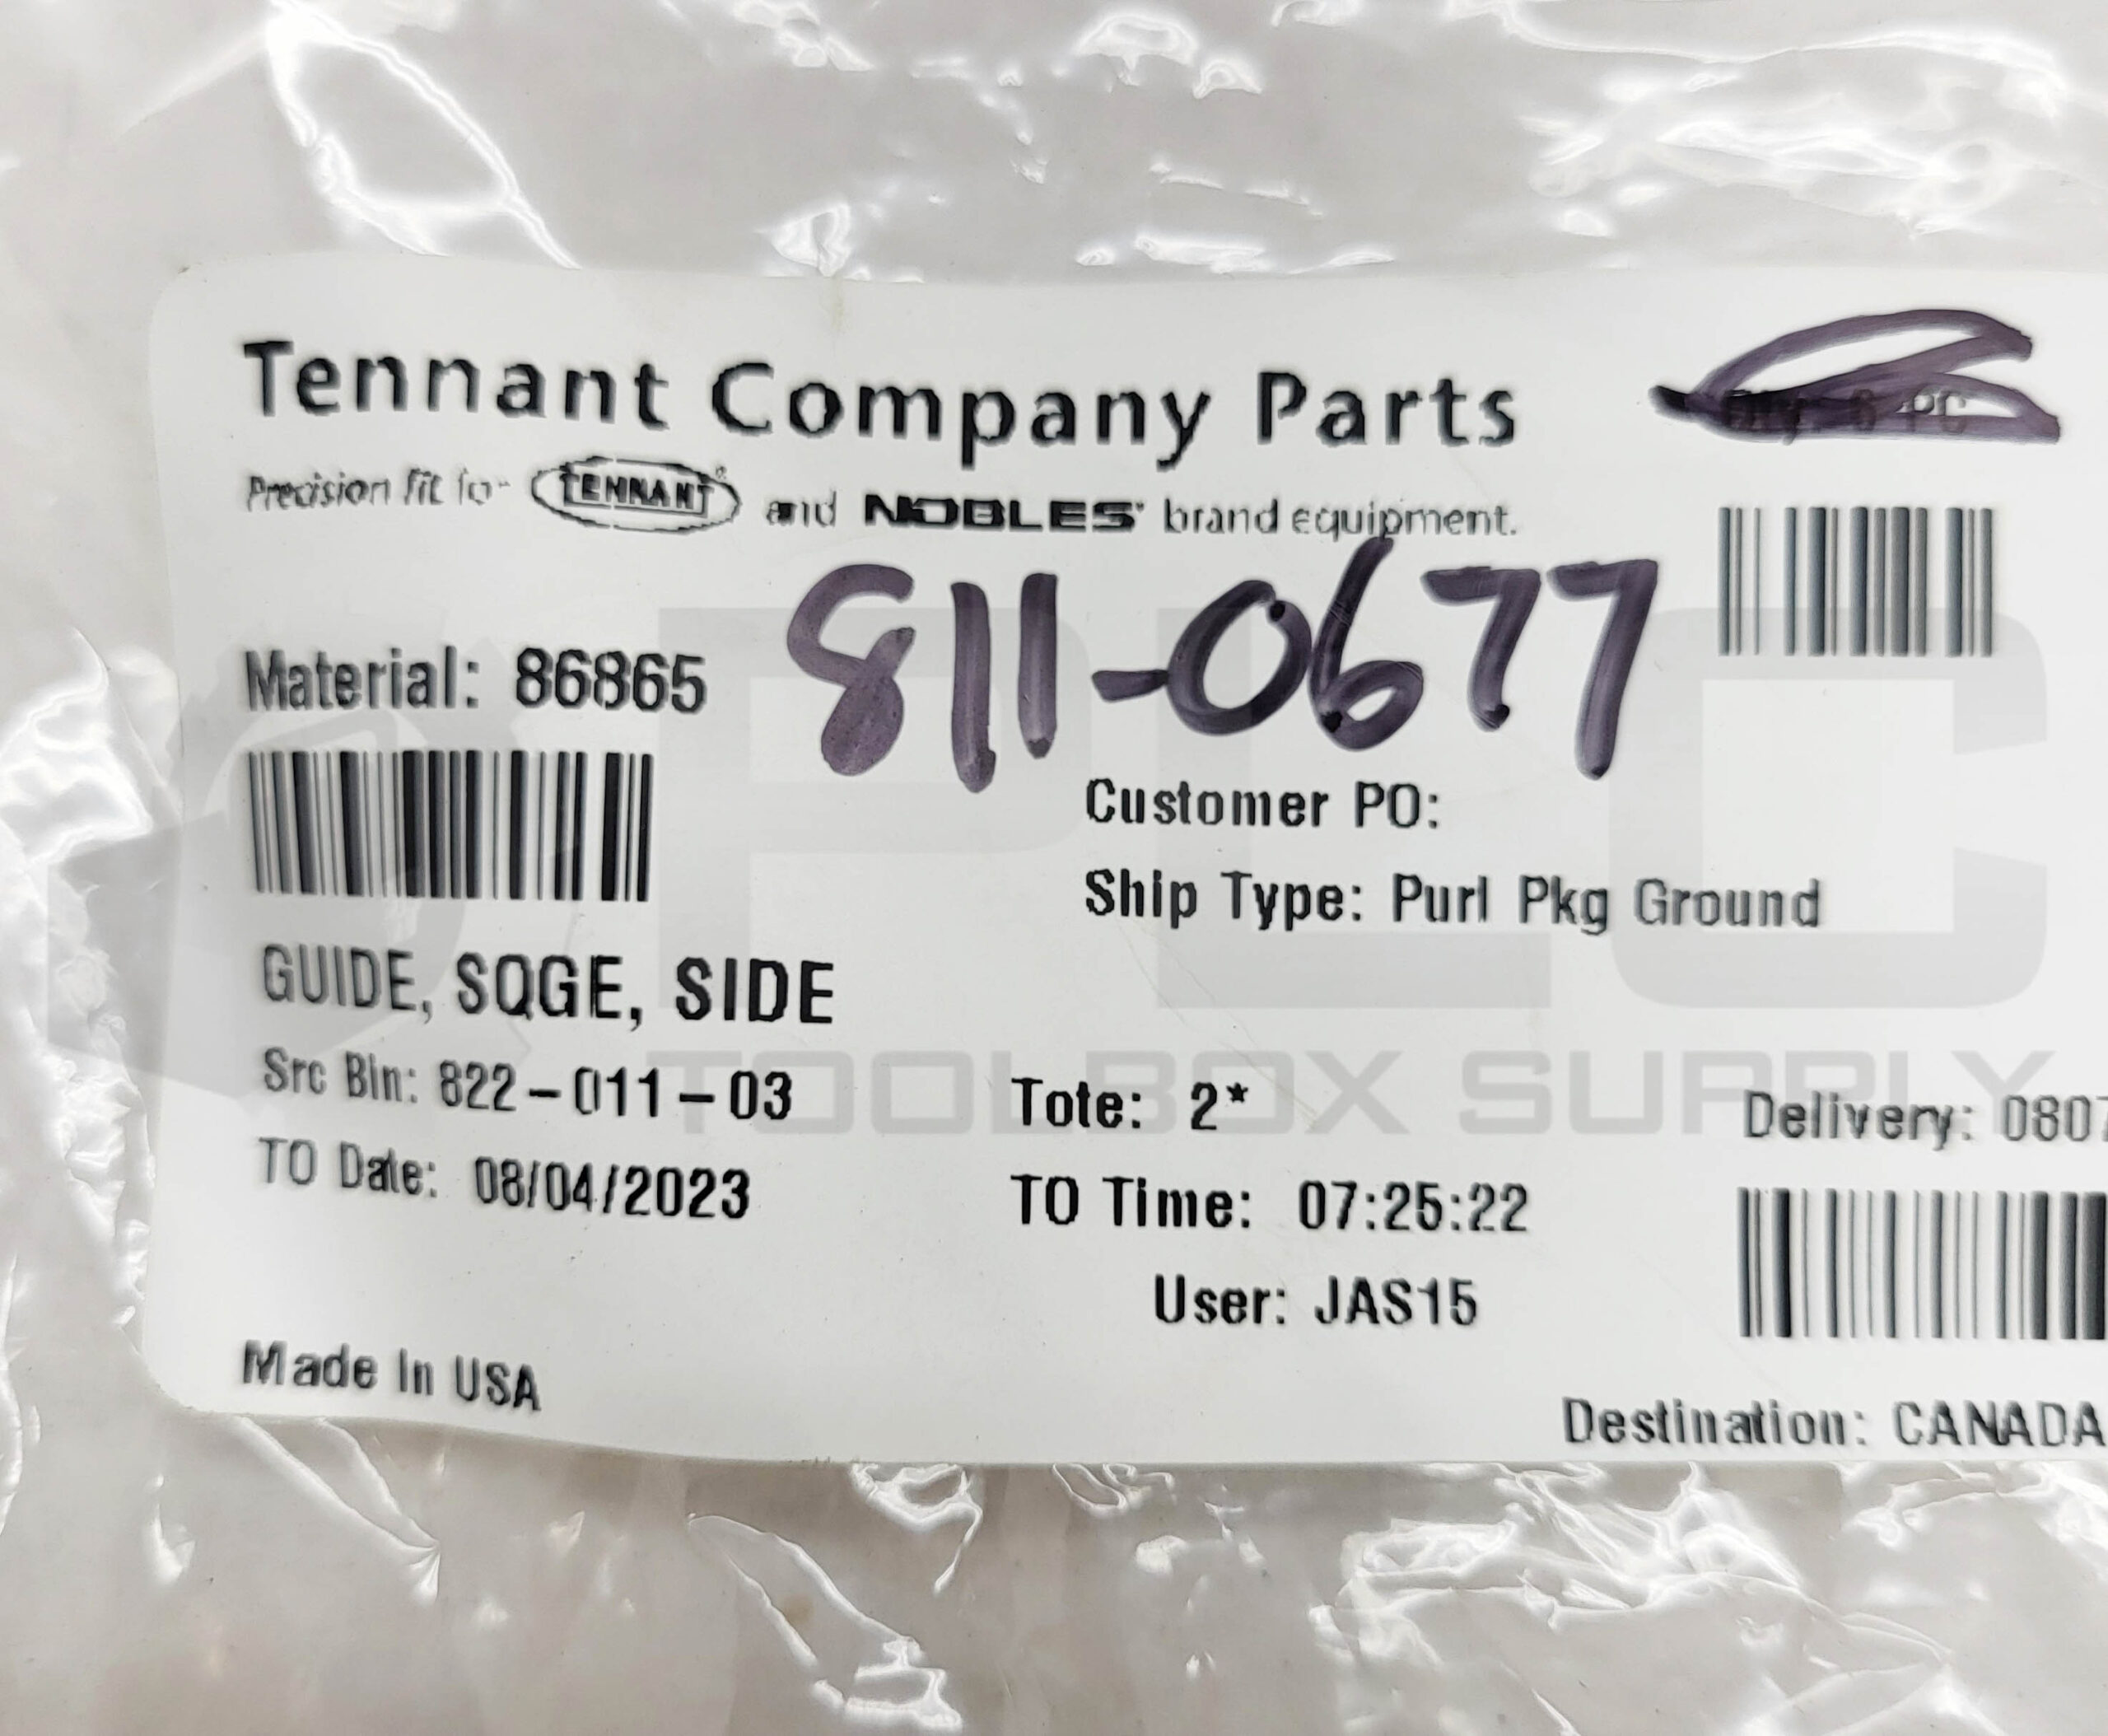 Tennant Company Parts
PC
Precision fit for TENNANT® and NOBLES® brand equipment.
811-0677
Material: 86865
Customer PO:
Ship Type: Purl Pkg Ground
GUIDE, SQGE, SIDE
Src Bin: 822-011-03 Tote: 2* Delivery: 0807
TO Date: 08/04/2023 TO Time: 07:25:22
User: JAS15
Made In USA
Destination: CANADA
PLC
TOOLBOX SUPPLY